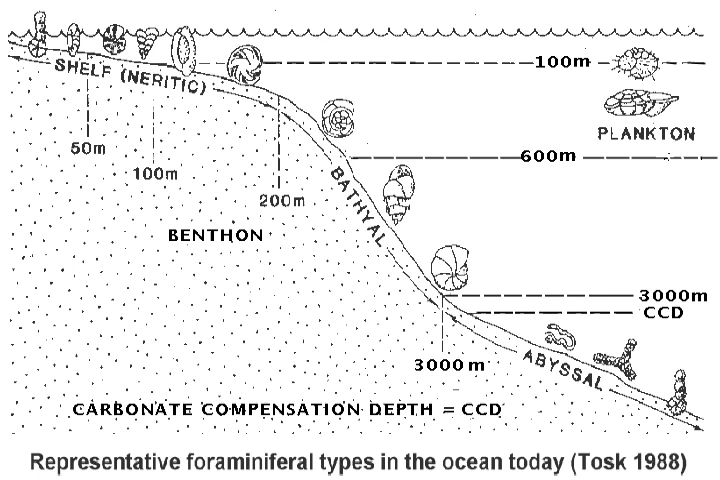 100m
SHELF (NERITIC)
PLANKTON
50m
600m
100m
200m
BATHYAL
BENTHON
3000m
CCD
3000m
ABYSSAL
CARBONATE COMPENSATION DEPTH = CCD
Representative foraminiferal types in the ocean today (Tosk 1988)